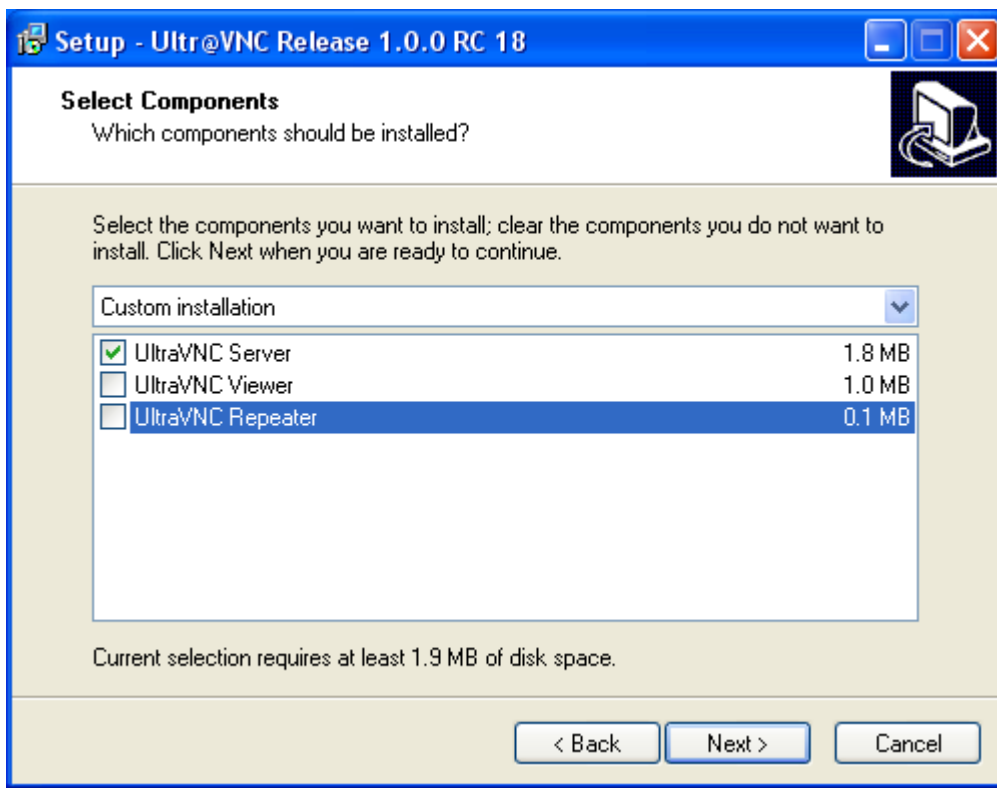 Setup - Ultr@VNC Release 1.0.0 RC 18
Select Components
Which components should be installed?
Select the components you want to install; clear the components you do not want to
install. Click Next when you are ready to continue.
Custom installation
UltraVNC Server 1.8 MB
UltraVNC Viewer 1.0 MB
UltraVNC Repeater 0.1 MB
Current selection requires at least 1.9 MB of disk space.
< Back Next > Cancel